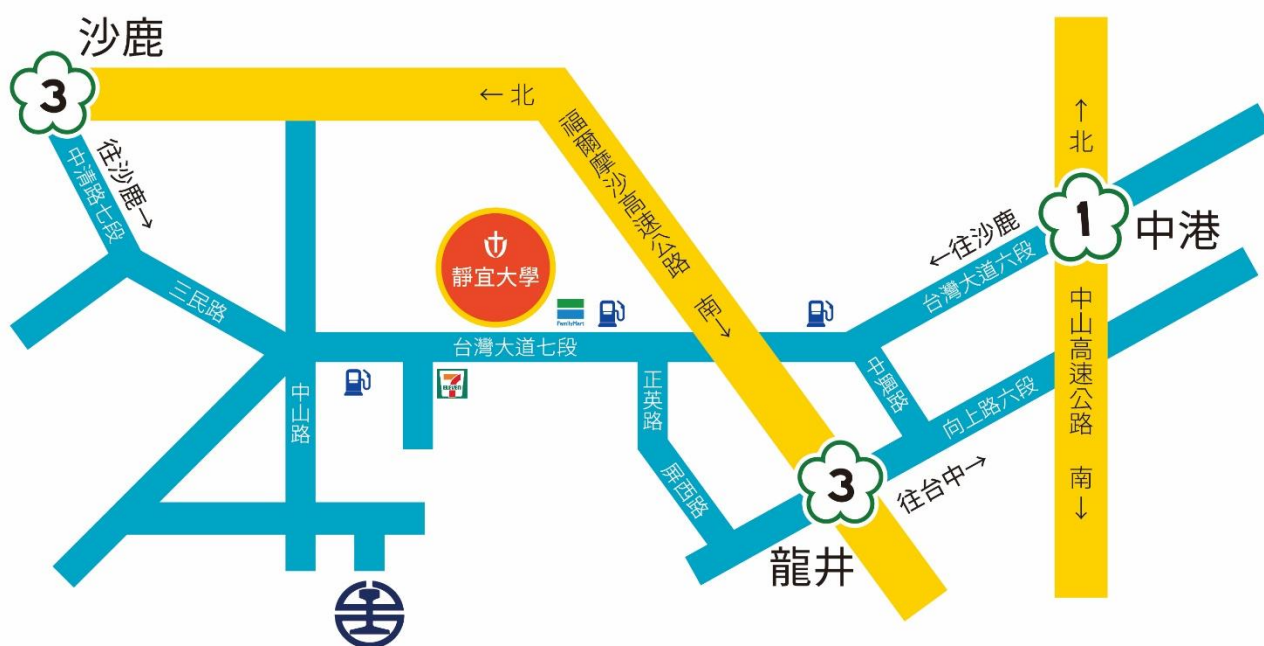 沙鹿
3
←北
↑北
往沙鹿→
中清路七段
福爾摩沙高速公路 南→
1
中港
←往沙鹿
台灣大道六段
靜宜大學
三民路
FamilyMart
台灣大道七段
中山高速公路 南↓
7
ELEVEN
中山路
正英路
中興路
向上路六段
屏西路
3
往台中→
龍井